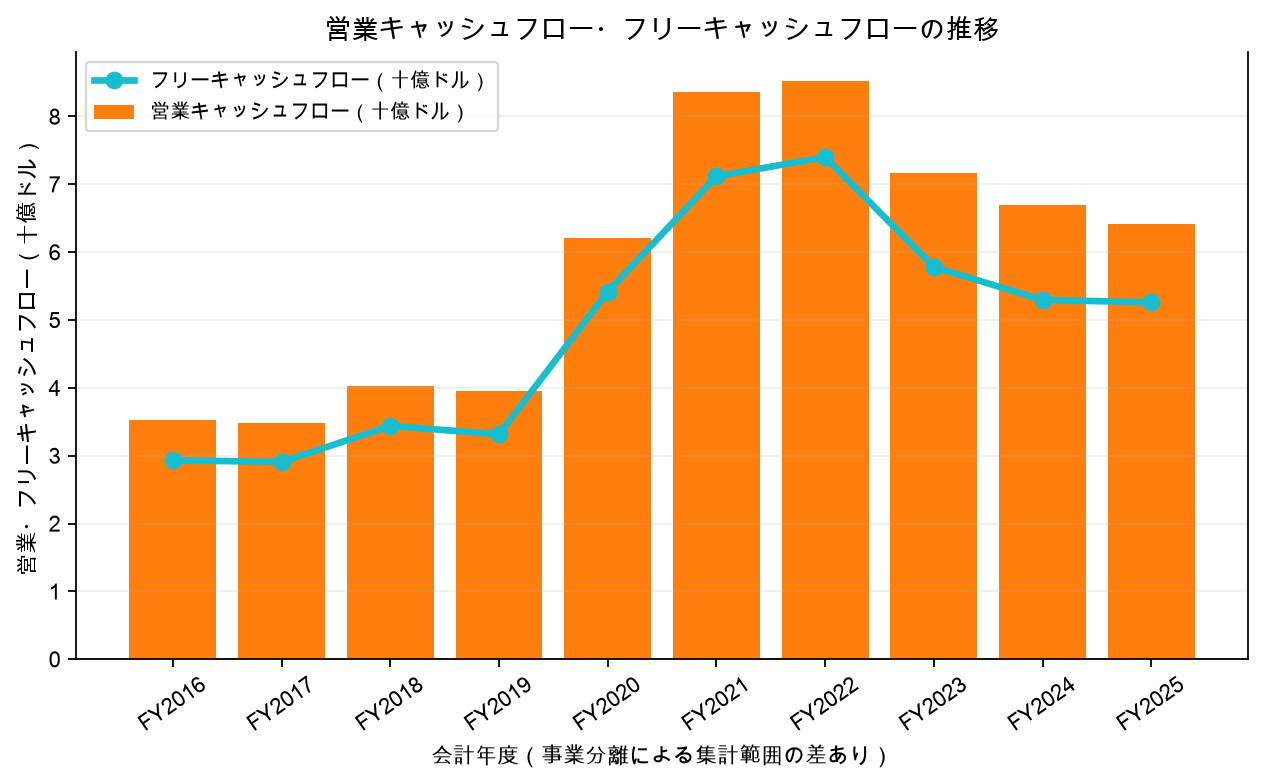 営業キャッシュフロー・フリーキャッシュフローの推移
フリーキャッシュフロー（十億ドル）
営業キャッシュフロー（十億ドル）
営業・フリーキャッシュフロー（十億ドル）
8
7
6
5
4
3
2
1
0
FY2016
FY2017
FY2018
FY2019
FY2020
FY2021
FY2022
FY2023
FY2024
FY2025
会計年度（事業分離による集計範囲の差あり）